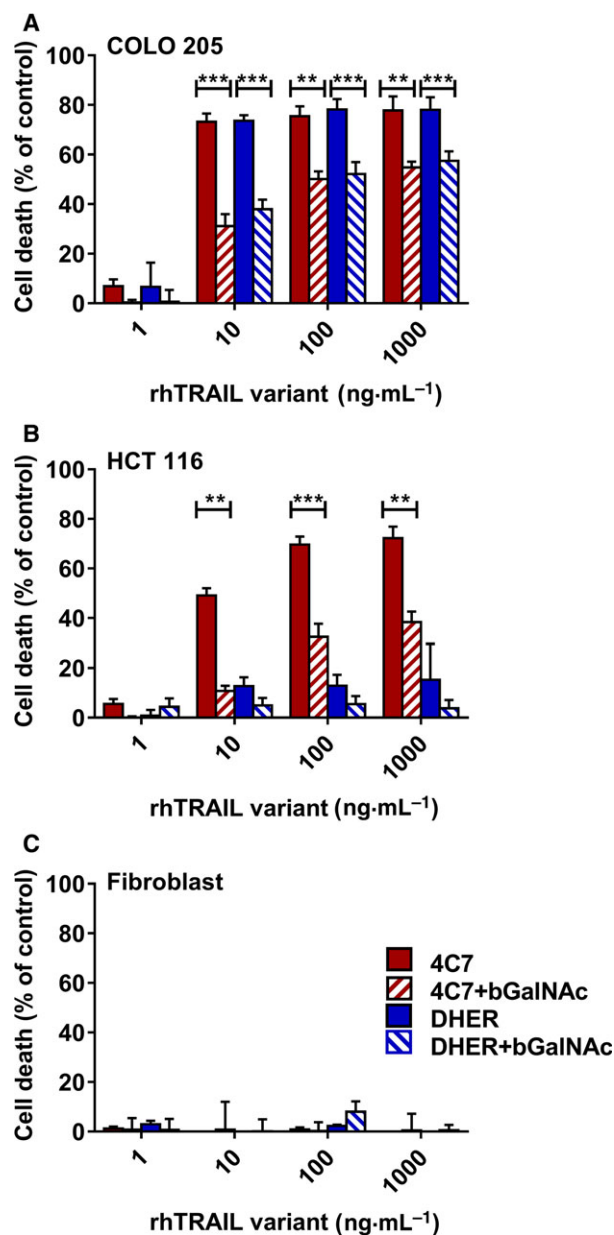 A
COLO 205
Cell death (% of control)
100
80
60
40
20
0
*** *** ** *** ** ***
1 10 100 1000
rhTRAIL variant (ng·mL⁻¹)
B
HCT 116
Cell death (% of control)
100
80
60
40
20
0
** *** **
1 10 100 1000
rhTRAIL variant (ng·mL⁻¹)
C
Fibroblast
Cell death (% of control)
100
80
60
40
20
0
4C7
4C7+bGalNAc
DHER
DHER+bGalNAc
1 10 100 1000
rhTRAIL variant (ng·mL⁻¹)